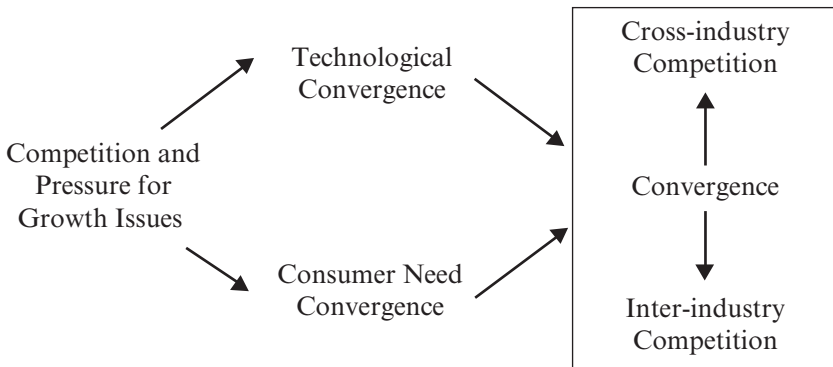 Competition and
Pressure for
Growth Issues
Technological
Convergence
Consumer Need
Convergence
Cross-industry
Competition
Convergence
Inter-industry
Competition